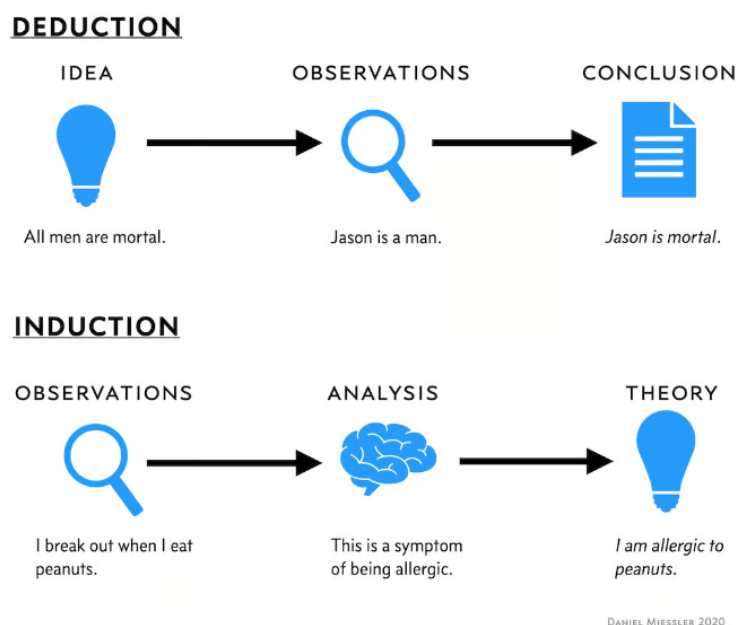 DEDUCTION
IDEA
OBSERVATIONS
CONCLUSION
All men are mortal.
Jason is a man.
Jason is mortal.
INDUCTION
OBSERVATIONS
ANALYSIS
THEORY
I break out when I eat
peanuts.
This is a symptom
of being allergic.
I am allergic to
peanuts.
DANIEL MIESSLER 2020